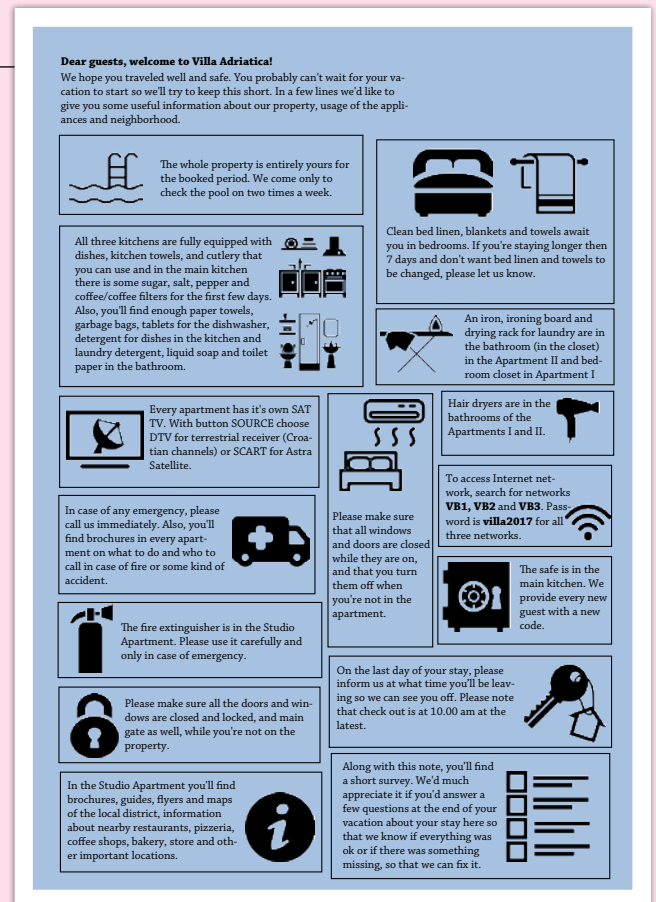 Dear guests, welcome to Villa Adriatica!
We hope you traveled well and safe. You probably can't wait for your va-
cation to start so we'll try to keep this short. In a few lines we'd like to
give you some useful information about our property, usage of the appli-
ances and neighborhood.
The whole property is entirely yours for
the booked period. We come only to
check the pool on two times a week.
Clean bed linen, blankets and towels await
you in bedrooms. If you're staying longer then
7 days and don't want bed linen and towels to
be changed, please let us know.
All three kitchens are fully equipped with
dishes, kitchen towels, and cutlery that
you can use and in the main kitchen
there is some sugar, salt, pepper and
coffee/coffee filters for the first few days.
Also, you'll find enough paper towels,
garbage bags, tablets for the dishwasher,
detergent for dishes in the kitchen and
laundry detergent, liquid soap and toilet
paper in the bathroom.
An iron, ironing board and
drying rack for laundry are in
the bathroom (in the closet)
in the Apartment II and bed-
room closet in Apartment I
Every apartment has it's own SAT
TV. With button SOURCE choose
DTV for terrestrial receiver (Croa-
tian channels) or SCART for Astra
Satellite.
Please make sure
that all windows
and doors are closed
while they are on,
and that you turn
them off when
you're not in the
apartment.
Hair dryers are in the
bathrooms of the
Apartments I and II.
To access Internet net-
work, search for networks
VB1, VB2 and VB3. Pass-
word is villa2017 for all
three networks.
In case of any emergency, please
call us immediately. Also, you'll
find brochures in every apart-
ment on what to do and who to
call in case of fire or some kind of
accident.
The safe is in the
main kitchen. We
provide every new
guest with a new
code.
The fire extinguisher is in the Studio
Apartment. Please use it carefully and
only in case of emergency.
On the last day of your stay, please
inform us at what time you'll be leav-
ing so we can see you off. Please note
that check out is at 10.00 am at the
latest.
Please make sure all the doors and win-
dows are closed and locked, and main
gate as well, while you're not on the
property.
In the Studio Apartment you'll find
brochures, guides, flyers and maps
of the local district, information
about nearby restaurants, pizzeria,
coffee shops, bakery, store and oth-
er important locations.
Along with this note, you'll find
a short survey. We'd much
appreciate it if you'd answer a
few questions at the end of your
vacation about your stay here so
that we know if everything was
ok or if there was something
missing, so that we can fix it.